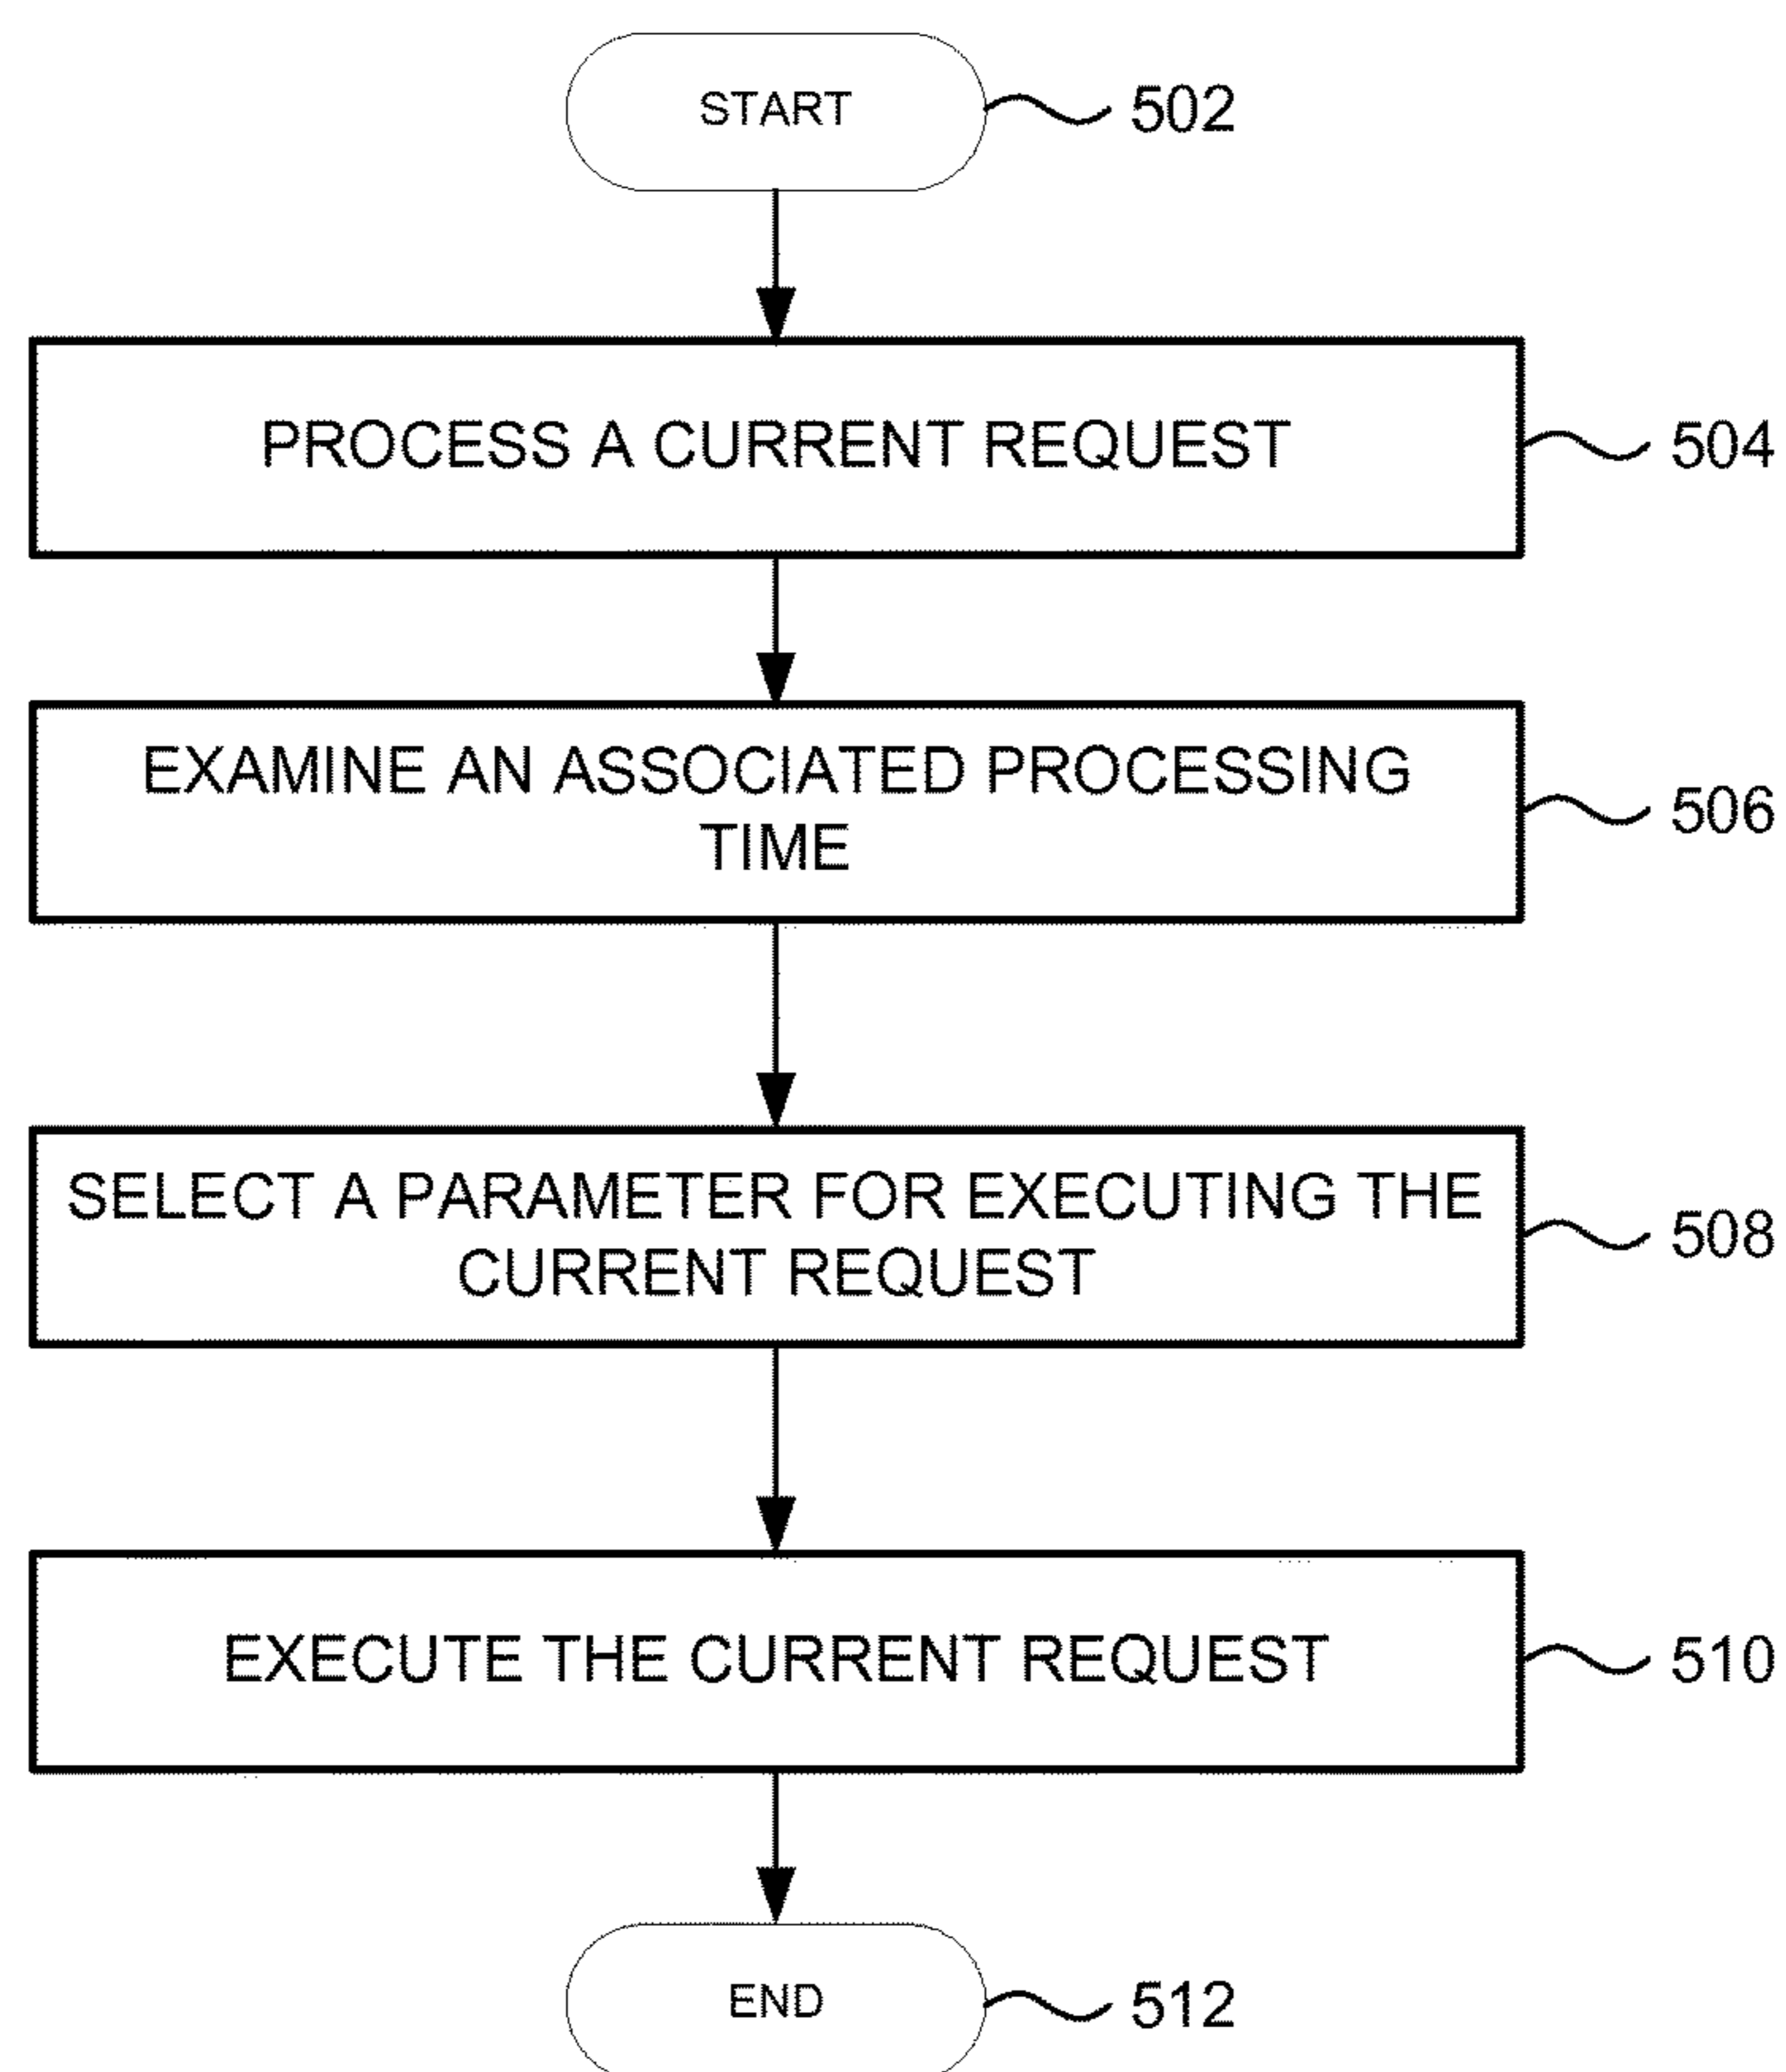 START
502
PROCESS A CURRENT REQUEST
504
EXAMINE AN ASSOCIATED PROCESSING
TIME
506
SELECT A PARAMETER FOR EXECUTING THE
CURRENT REQUEST
508
EXECUTE THE CURRENT REQUEST
510
END
512